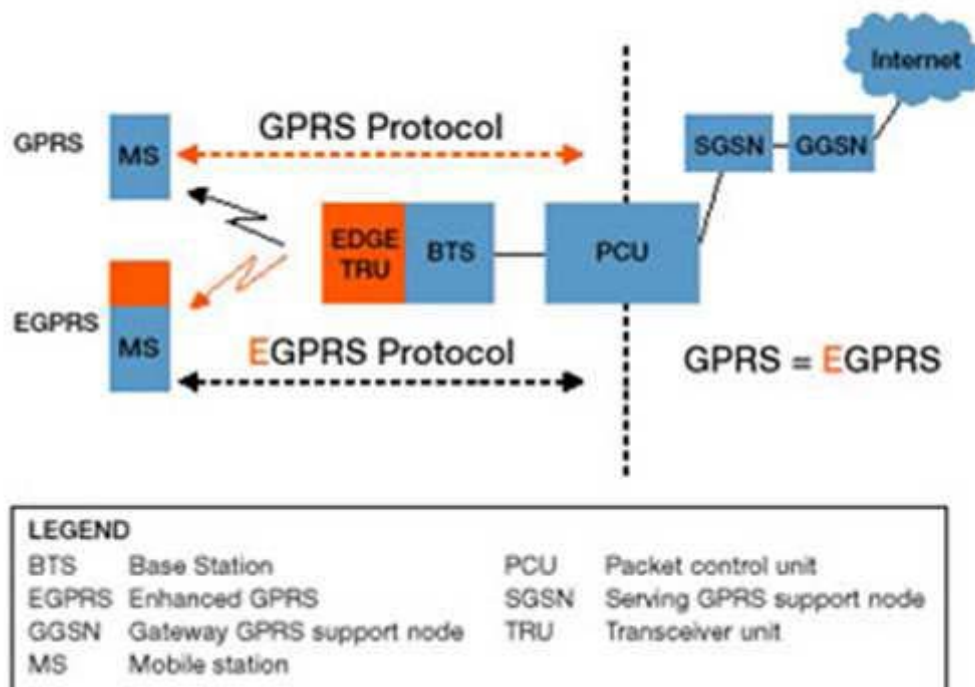 Internet
GPRS Protocol
GPRS
MS
SGSN
GGSN
EDGE
TRU
BTS
PCU
EGPRS
MS
EGPRS Protocol
GPRS = EGPRS
LEGEND
BTS Base Station
PCU Packet control unit
EGPRS Enhanced GPRS
SGSN Serving GPRS support node
GGSN Gateway GPRS support node
TRU Transceiver unit
MS Mobile station